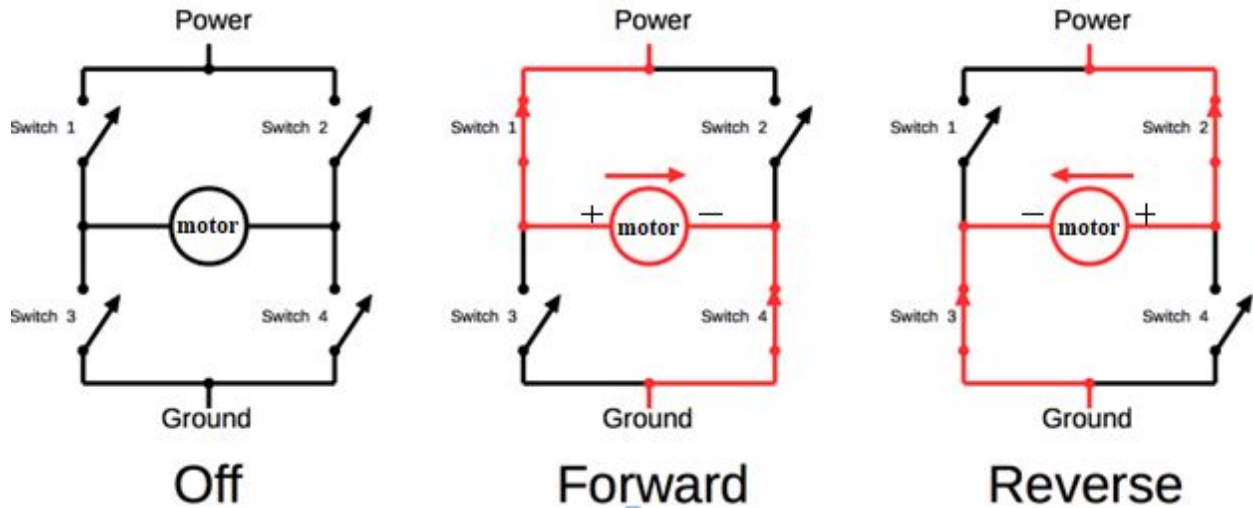 Power
Switch 1
Switch 2
motor
Switch 3
Switch 4
Ground
Off
Power
Switch 1
Switch 2
+ motor −
Switch 3
Switch 4
Ground
Forward
Power
Switch 1
Switch 2
− motor +
Switch 3
Switch 4
Ground
Reverse